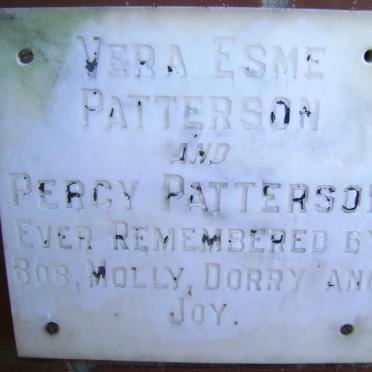 VERA ESME
PATTERSON
AND
PERCY PATTERSON
EVER REMEMBERED BY
BOB, MOLLY, DORRY AND
JOY.